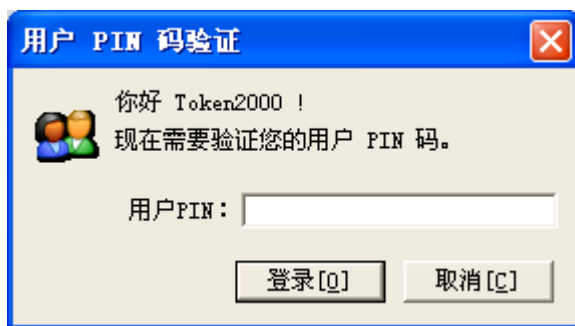 用户 PIN 码验证
你好 Token2000 !
现在需要验证您的用户 PIN 码。
用户PIN:
登录[O] 取消[C]